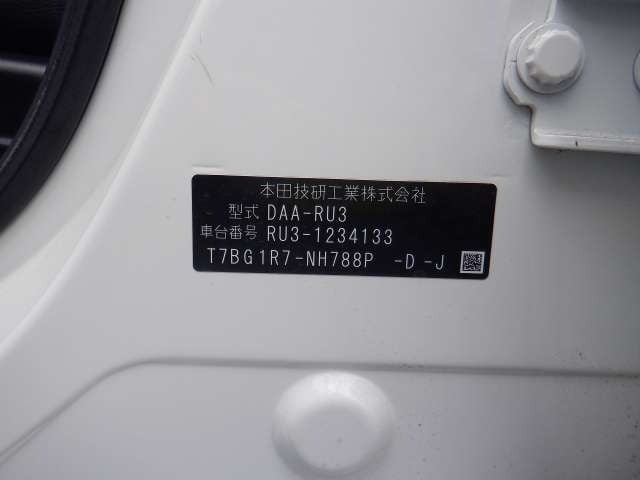 本田技研工業株式会社
型式 DAA-RU3
車台番号 RU3-1234133
T7BG1R7-NH788P -D -J